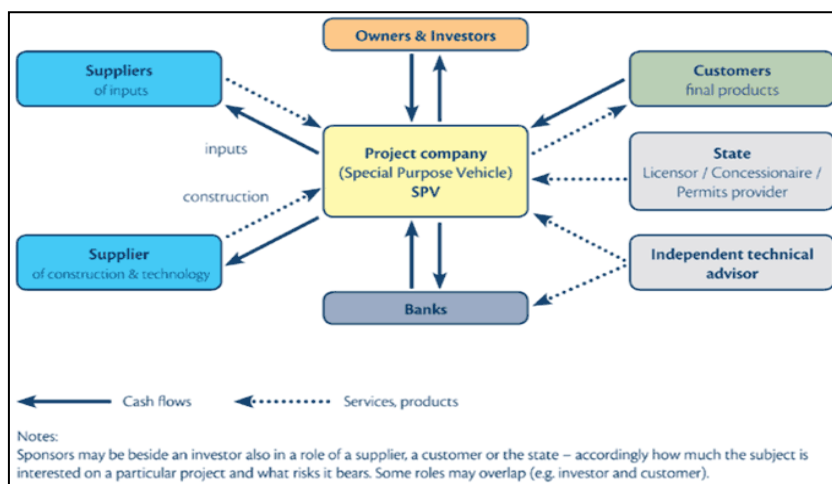 Owners & Investors
Suppliers
of inputs
Customers
final products
inputs
Project company
(Special Purpose Vehicle)
SPV
State
Licensor / Concessionaire /
Permits provider
construction
Supplier
of construction & technology
Independent technical
advisor
Banks
Cash flows
Services, products
Notes:
Sponsors may be beside an investor also in a role of a supplier, a customer or the state – accordingly how much the subject is
interested on a particular project and what risks it bears. Some roles may overlap (e.g. investor and customer).